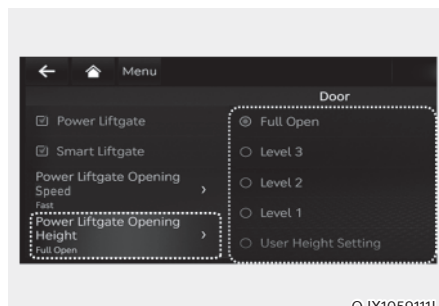 Menu
Door
Power Liftgate
Full Open
Smart Liftgate
Level 3
Power Liftgate Opening
Speed
Fast
Level 2
Power Liftgate Opening
Height
Full Open
Level 1
User Height Setting